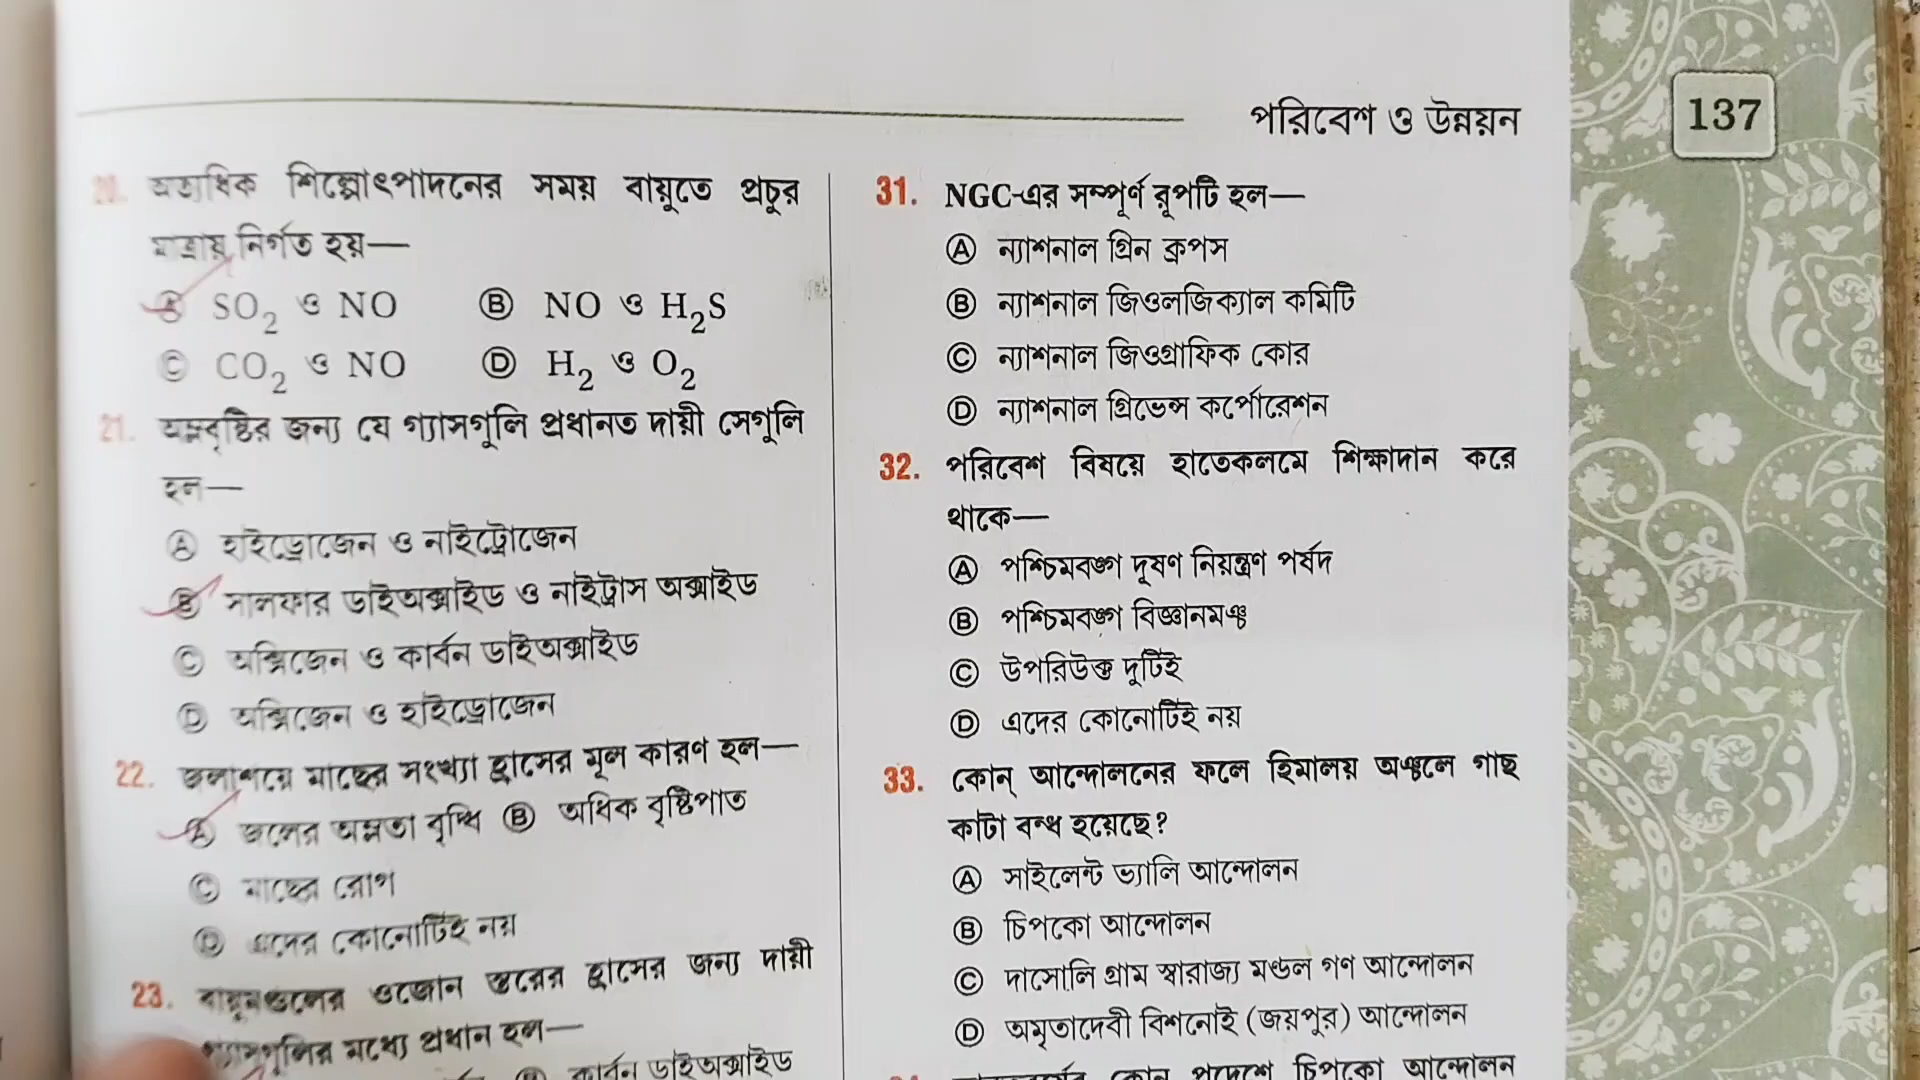 পরিবেশ ও উন্নয়ন
137
20. অত্যধিক শিল্পোৎপাদনের সময় বায়ুতে প্রচুর
মাত্রায় নির্গত হয়—
Ⓐ SO₂ ও NO Ⓑ NO ও H₂S
Ⓒ CO₂ ও NO Ⓓ H₂ ও O₂
21. অম্লবৃষ্টির জন্য যে গ্যাসগুলি প্রধানত দায়ী সেগুলি
হল—
Ⓐ হাইড্রোজেন ও নাইট্রোজেন
Ⓑ সালফার ডাইঅক্সাইড ও নাইট্রাস অক্সাইড
Ⓒ অক্সিজেন ও কার্বন ডাইঅক্সাইড
Ⓓ অক্সিজেন ও হাইড্রোজেন
22. জলাশয়ে মাছের সংখ্যা হ্রাসের মূল কারণ হল—
Ⓐ জলের অম্লতা বৃদ্ধি Ⓑ অধিক বৃষ্টিপাত
Ⓒ মাছের রোগ
Ⓓ এদের কোনোটিই নয়
23. বায়ুমণ্ডলের ওজোন স্তরের হ্রাসের জন্য দায়ী
গ্যাসগুলির মধ্যে প্রধান হল—
কার্বন ডাইঅক্সাইড
31. NGC-এর সম্পূর্ণ রূপটি হল—
Ⓐ ন্যাশনাল গ্রিন ক্রপস
Ⓑ ন্যাশনাল জিওলজিক্যাল কমিটি
Ⓒ ন্যাশনাল জিওগ্রাফিক কোর
Ⓓ ন্যাশনাল গ্রিভেন্স কর্পোরেশন
32. পরিবেশ বিষয়ে হাতেকলমে শিক্ষাদান করে
থাকে—
Ⓐ পশ্চিমবঙ্গ দূষণ নিয়ন্ত্রণ পর্ষদ
Ⓑ পশ্চিমবঙ্গ বিজ্ঞানমঞ্চ
Ⓒ উপরিউক্ত দুটিই
Ⓓ এদের কোনোটিই নয়
33. কোন্ আন্দোলনের ফলে হিমালয় অঞ্চলে গাছ
কাটা বন্ধ হয়েছে?
Ⓐ সাইলেন্ট ভ্যালি আন্দোলন
Ⓑ চিপকো আন্দোলন
Ⓒ দাসোলি গ্রাম স্বারাজ্য মণ্ডল গণ আন্দোলন
Ⓓ অমৃতাদেবী বিশনোই (জয়পুর) আন্দোলন
কোন প্রদেশে চিপকো আন্দোলন